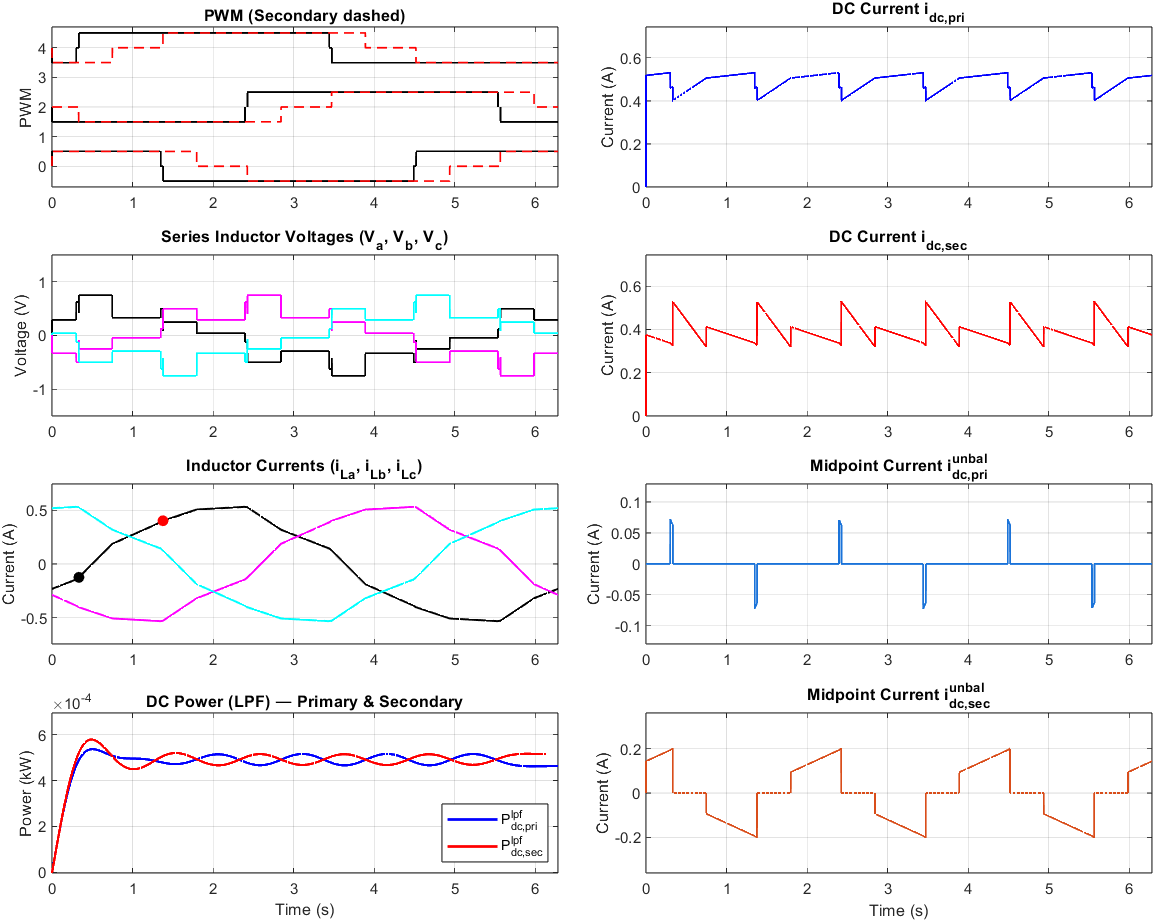 PWM (Secondary dashed)
PWM
4
3
2
1
0
0 1 2 3 4 5 6
DC Current i_dc,pri
Current (A)
0.6
0.4
0.2
0
0 1 2 3 4 5 6
Series Inductor Voltages (V_a, V_b, V_c)
Voltage (V)
1
0
-1
0 1 2 3 4 5 6
DC Current i_dc,sec
Current (A)
0.6
0.4
0.2
0
0 1 2 3 4 5 6
Inductor Currents (i_La, i_Lb, i_Lc)
Current (A)
0.5
0
-0.5
0 1 2 3 4 5 6
Midpoint Current i^unbal_dc,pri
Current (A)
0.1
0.05
0
-0.05
-0.1
0 1 2 3 4 5 6
DC Power (LPF) — Primary & Secondary
×10^-4
Power (kW)
6
4
2
0
P^lpf_dc,pri
P^lpf_dc,sec
0 1 2 3 4 5 6
Time (s)
Midpoint Current i^unbal_dc,sec
Current (A)
0.2
0
-0.2
0 1 2 3 4 5 6
Time (s)